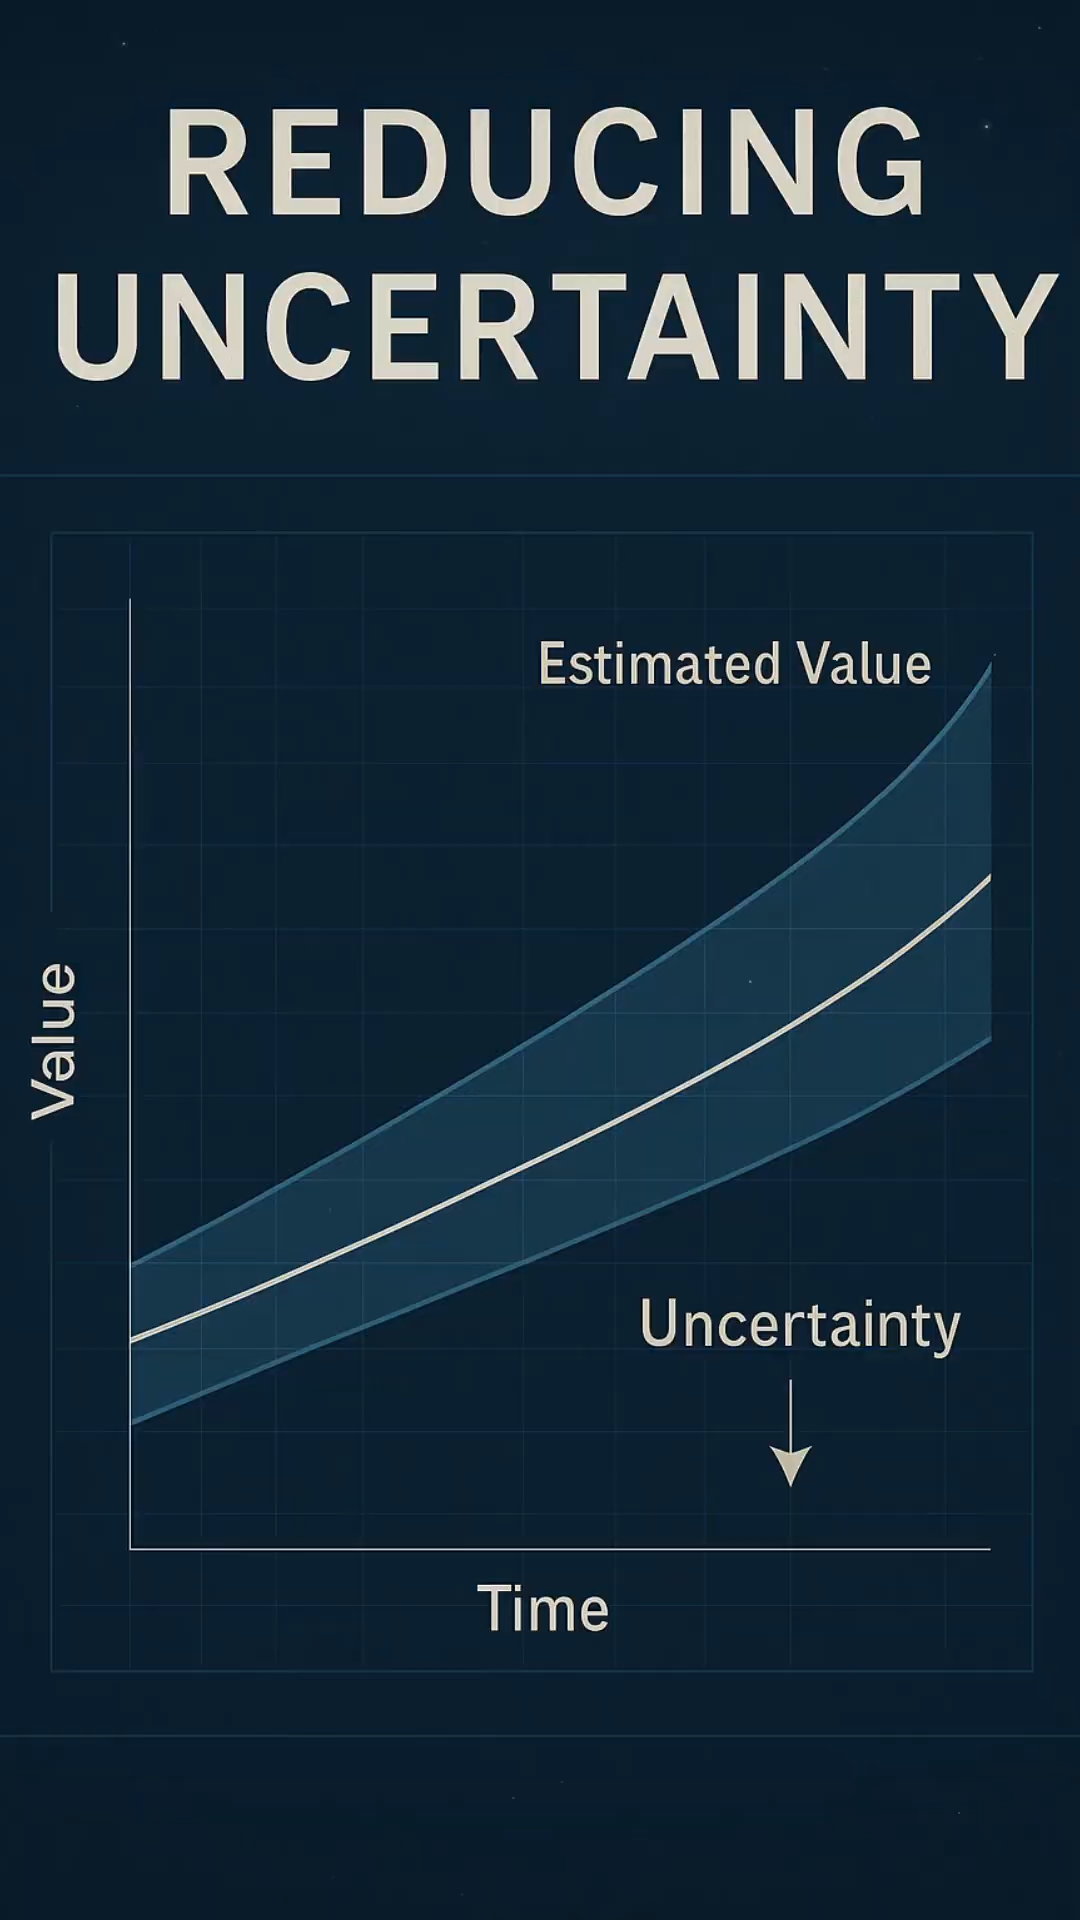 REDUCING
UNCERTAINTY
Estimated Value
Value
Uncertainty
Time